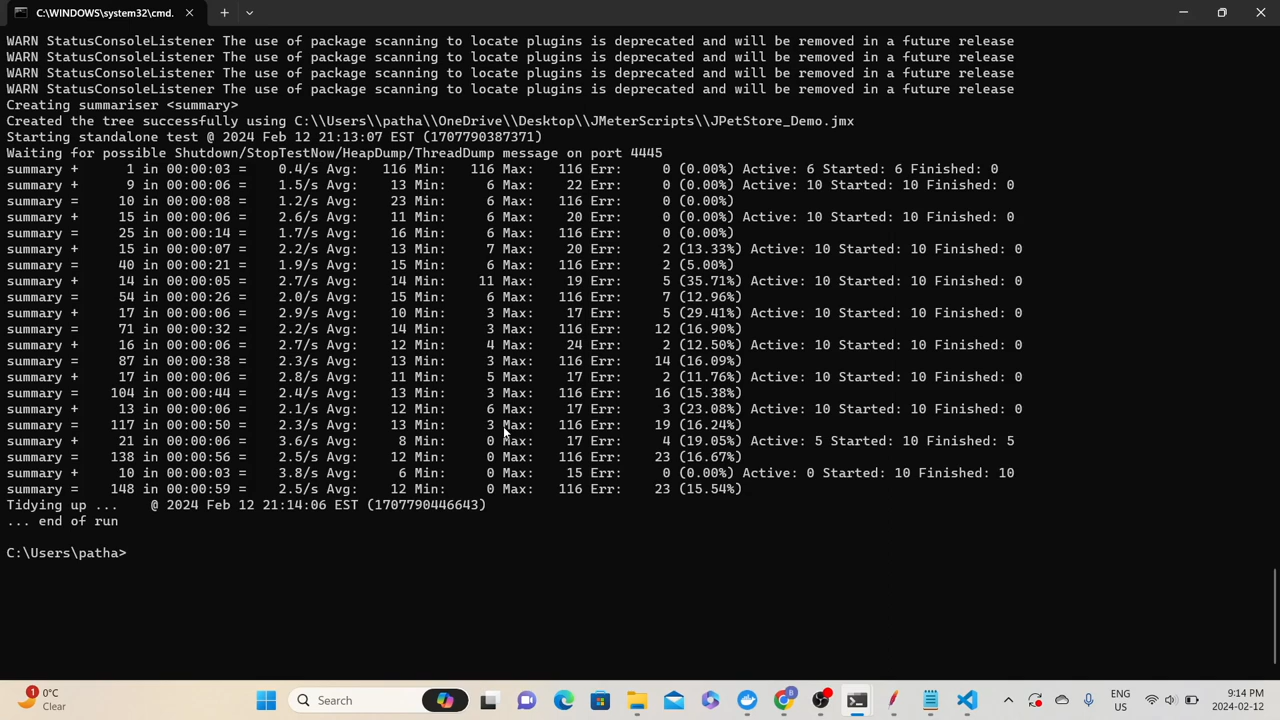 C:\WINDOWS\system32\cmd.
WARN StatusConsoleListener The use of package scanning to locate plugins is deprecated and will be removed in a future release
WARN StatusConsoleListener The use of package scanning to locate plugins is deprecated and will be removed in a future release
WARN StatusConsoleListener The use of package scanning to locate plugins is deprecated and will be removed in a future release
WARN StatusConsoleListener The use of package scanning to locate plugins is deprecated and will be removed in a future release
Creating summariser <summary>
Created the tree successfully using C:\\Users\\patha\\OneDrive\\Desktop\\JMeterScripts\\JPetStore_Demo.jmx
Starting standalone test @ 2024 Feb 12 21:13:07 EST (1707790387371)
Waiting for possible Shutdown/StopTestNow/HeapDump/ThreadDump message on port 4445
summary +      1 in 00:00:03 =    0.4/s Avg:   116 Min:   116 Max:   116 Err:     0 (0.00%) Active: 6 Started: 6 Finished: 0
summary +      9 in 00:00:06 =    1.5/s Avg:    13 Min:     6 Max:    22 Err:     0 (0.00%) Active: 10 Started: 10 Finished: 0
summary =     10 in 00:00:08 =    1.2/s Avg:    23 Min:     6 Max:   116 Err:     0 (0.00%)
summary +     15 in 00:00:06 =    2.6/s Avg:    11 Min:     6 Max:    20 Err:     0 (0.00%) Active: 10 Started: 10 Finished: 0
summary =     25 in 00:00:14 =    1.7/s Avg:    16 Min:     6 Max:   116 Err:     0 (0.00%)
summary +     15 in 00:00:07 =    2.2/s Avg:    13 Min:     7 Max:    20 Err:     2 (13.33%) Active: 10 Started: 10 Finished: 0
summary =     40 in 00:00:21 =    1.9/s Avg:    15 Min:     6 Max:   116 Err:     2 (5.00%)
summary +     14 in 00:00:05 =    2.7/s Avg:    14 Min:    11 Max:    19 Err:     5 (35.71%) Active: 10 Started: 10 Finished: 0
summary =     54 in 00:00:26 =    2.0/s Avg:    15 Min:     6 Max:   116 Err:     7 (12.96%)
summary +     17 in 00:00:06 =    2.9/s Avg:    10 Min:     3 Max:    17 Err:     5 (29.41%) Active: 10 Started: 10 Finished: 0
summary =     71 in 00:00:32 =    2.2/s Avg:    14 Min:     3 Max:   116 Err:    12 (16.90%)
summary +     16 in 00:00:06 =    2.7/s Avg:    12 Min:     4 Max:    24 Err:     2 (12.50%) Active: 10 Started: 10 Finished: 0
summary =     87 in 00:00:38 =    2.3/s Avg:    13 Min:     3 Max:   116 Err:    14 (16.09%)
summary +     17 in 00:00:06 =    2.8/s Avg:    11 Min:     5 Max:    17 Err:     2 (11.76%) Active: 10 Started: 10 Finished: 0
summary =    104 in 00:00:44 =    2.4/s Avg:    13 Min:     3 Max:   116 Err:    16 (15.38%)
summary +     13 in 00:00:06 =    2.1/s Avg:    12 Min:     6 Max:    17 Err:     3 (23.08%) Active: 10 Started: 10 Finished: 0
summary =    117 in 00:00:50 =    2.3/s Avg:    13 Min:     3 Max:   116 Err:    19 (16.24%)
summary +     21 in 00:00:06 =    3.6/s Avg:     8 Min:     0 Max:    17 Err:     4 (19.05%) Active: 5 Started: 10 Finished: 5
summary =    138 in 00:00:56 =    2.5/s Avg:    12 Min:     0 Max:   116 Err:    23 (16.67%)
summary +     10 in 00:00:03 =    3.8/s Avg:     6 Min:     0 Max:    15 Err:     0 (0.00%) Active: 0 Started: 10 Finished: 10
summary =    148 in 00:00:59 =    2.5/s Avg:    12 Min:     0 Max:   116 Err:    23 (15.54%)
Tidying up ...    @ 2024 Feb 12 21:14:06 EST (1707790446643)
... end of run
C:\Users\patha>
1
0°C
Clear
Search
B
ENG
US
9:14 PM
2024-02-12